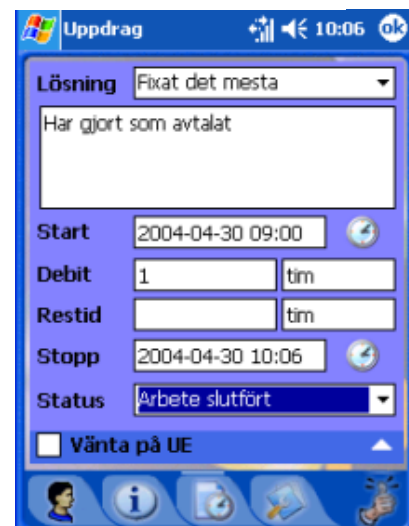 Uppdrag 10:06 ok
Lösning Fixat det mesta
Har gjort som avtalat
Start 2004-04-30 09:00
Debit 1 tim
Restid tim
Stopp 2004-04-30 10:06
Status Arbete slutfört
Vänta på UE